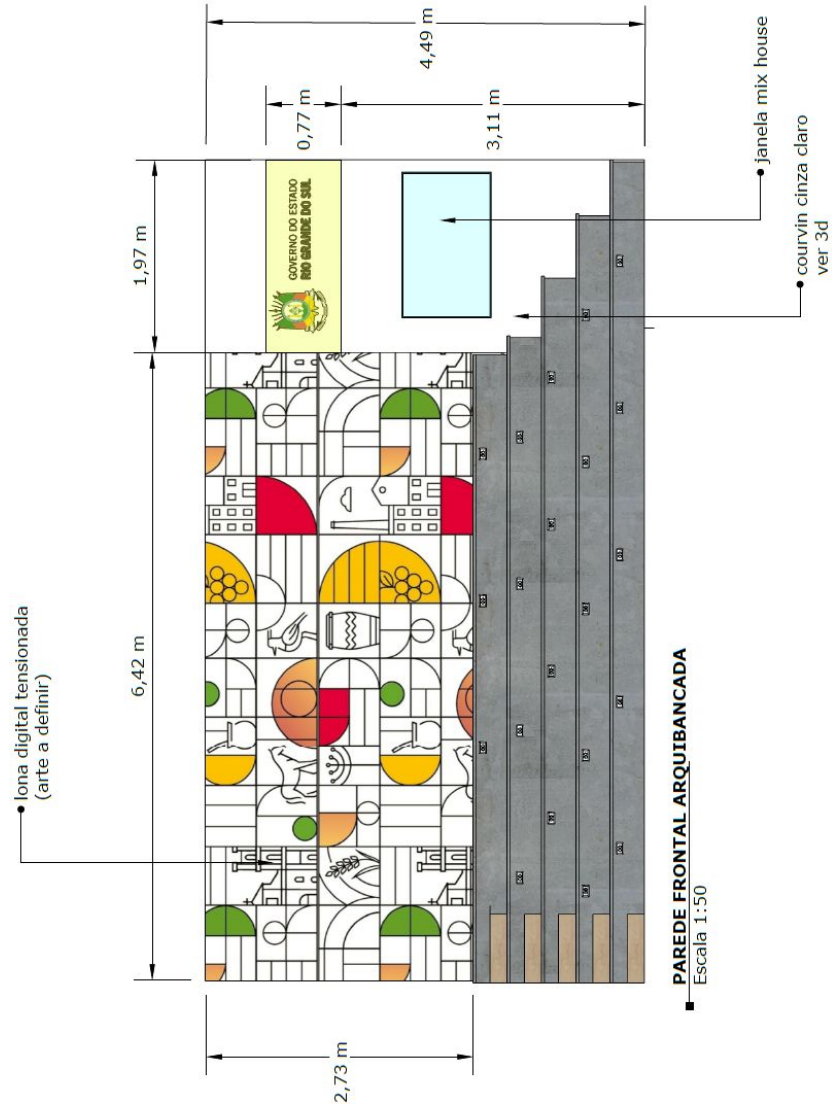 lona digital tensionada
(arte a definir)
6,42 m
1,97 m
2,73 m
0,77 m
3,11 m
4,49 m
GOVERNO DO ESTADO
RIO GRANDE DO SUL
janela mix house
courvin cinza claro
ver 3d
PAREDE FRONTAL ARQUIBANCADA
Escala 1:50